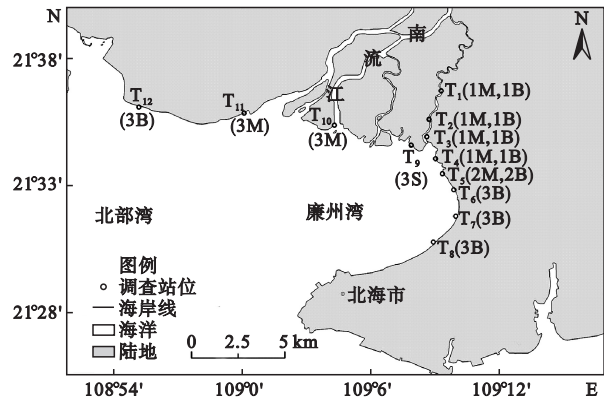 N
N
21°38′
南
流
江
T₁(1M,1B)
T₁₂
(3B)
T₁₁
(3M)
T₁₀
(3M)
T₂(1M,1B)
T₃(1M,1B)
T₉
(3S)
T₄(1M,1B)
T₅(2M,2B)
21°33′
T₆(3B)
北部湾
廉州湾
T₇(3B)
T₈(3B)
图例
调查站位
海岸线
海洋
陆地
北海市
21°28′
0 2.5 5 km
108°54′ 109°0′ 109°6′ 109°12′ E